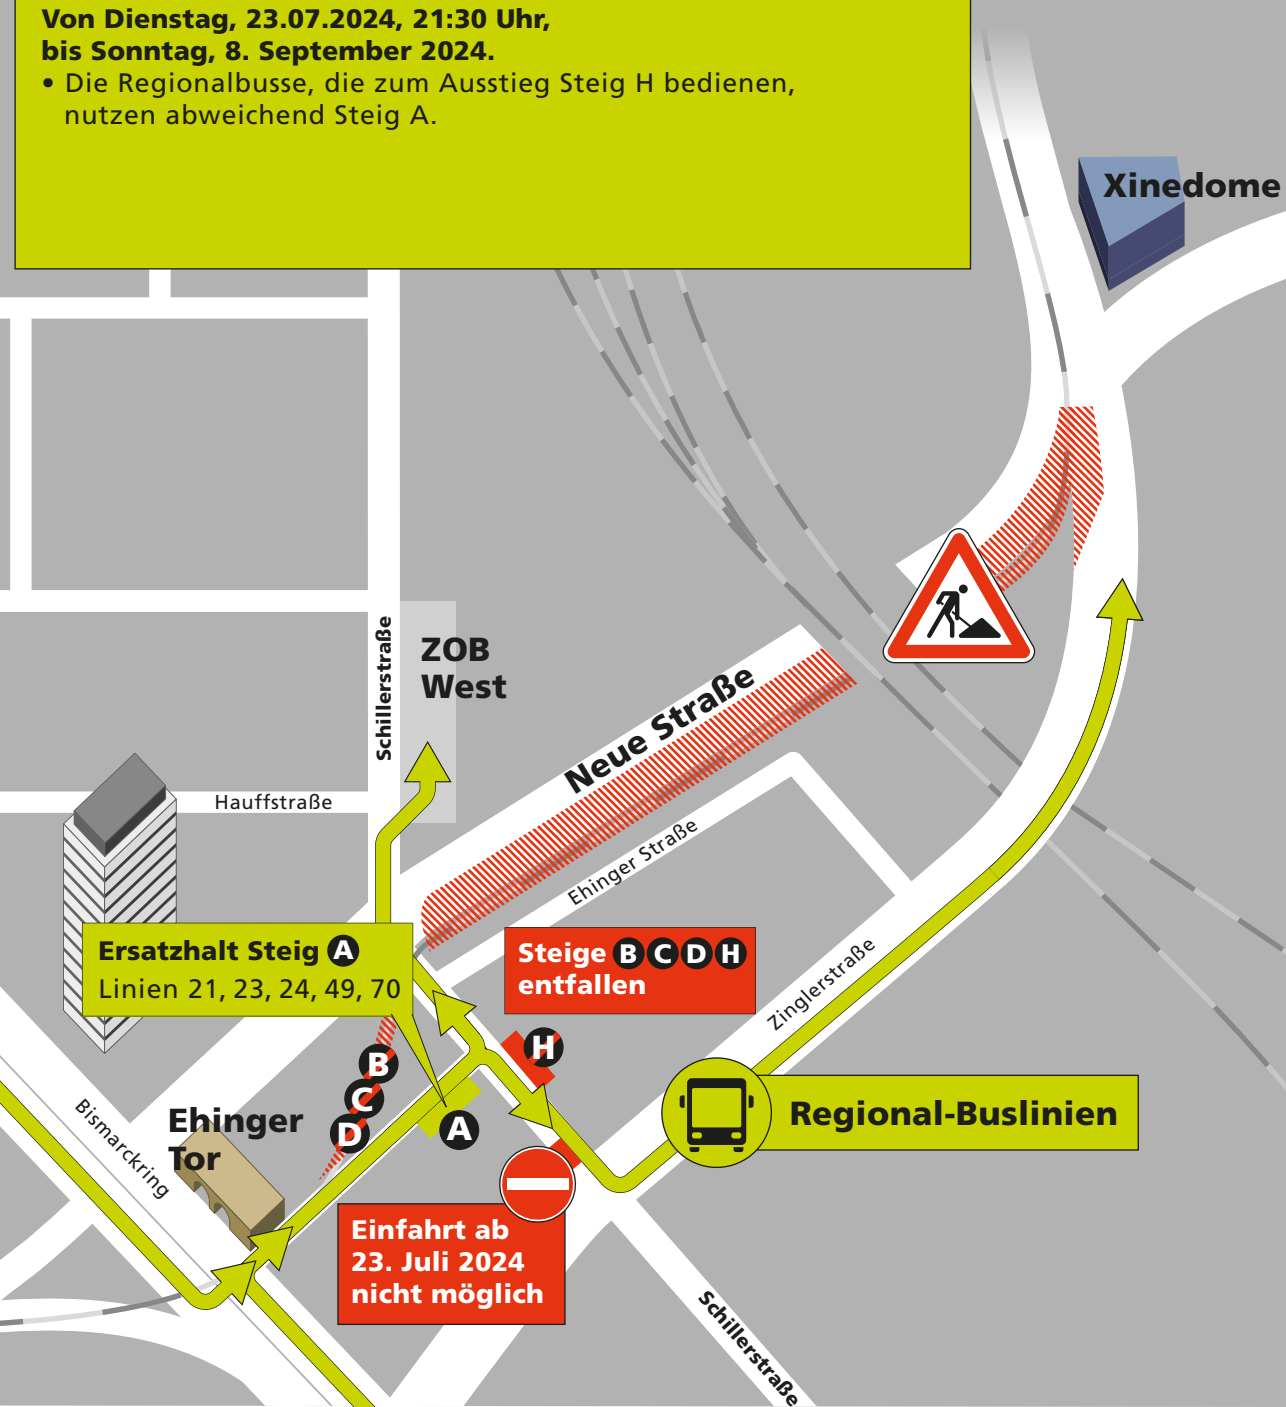 Von Dienstag, 23.07.2024, 21:30 Uhr,
bis Sonntag, 8. September 2024.
• Die Regionalbusse, die zum Ausstieg Steig H bedienen,
nutzen abweichend Steig A.
Xinedome
Schillerstraße
ZOB
West
Neue Straße
Hauffstraße
Ehinger Straße
Ersatzhalt Steig A
Linien 21, 23, 24, 49, 70
Steige B C D H
entfallen
Zinglerstraße
H
B
C
D
A
Bismarckring
Ehinger
Tor
Regional-Buslinien
Einfahrt ab
23. Juli 2024
nicht möglich
Schillerstraße